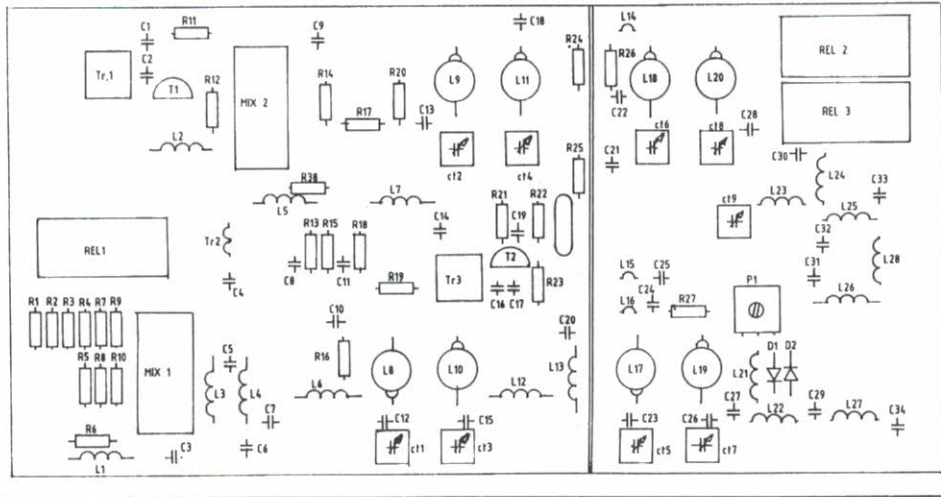 C1 R11 C9 C18 L14
R24 R26 REL 2
C2 L9 L11 L18 L20
Tr,1 T1 R12 MIX 2 R14 R20
R17 C13 C22 REL 3
ct6 ct8 C28
L2 R25 C21 C30
ct2 ct4 L24 C33
R38 L7 R21 R22 L23
L5 ct9 L25
C14 C19
R13 R15 R18 C32
Tr2 T2 L28
REL1 C8 C11 Tr3 L15 C25 C31
C4 R19 R23 P1 L26
C16 C17 C24
R1 R2 R3 R4 R7 R9 L16 R27
C10 C20
C5 R16 D1 D2
R5 R8 R10 MIX 1 L8 L10 L13 L17 L19 L21
L3 L4 L6 L12
C7 C27 L22 C29 L27
C12 C15 C23 C26 C34
R6
C3 C6 ct1 ct3 ct5 ct7
L1